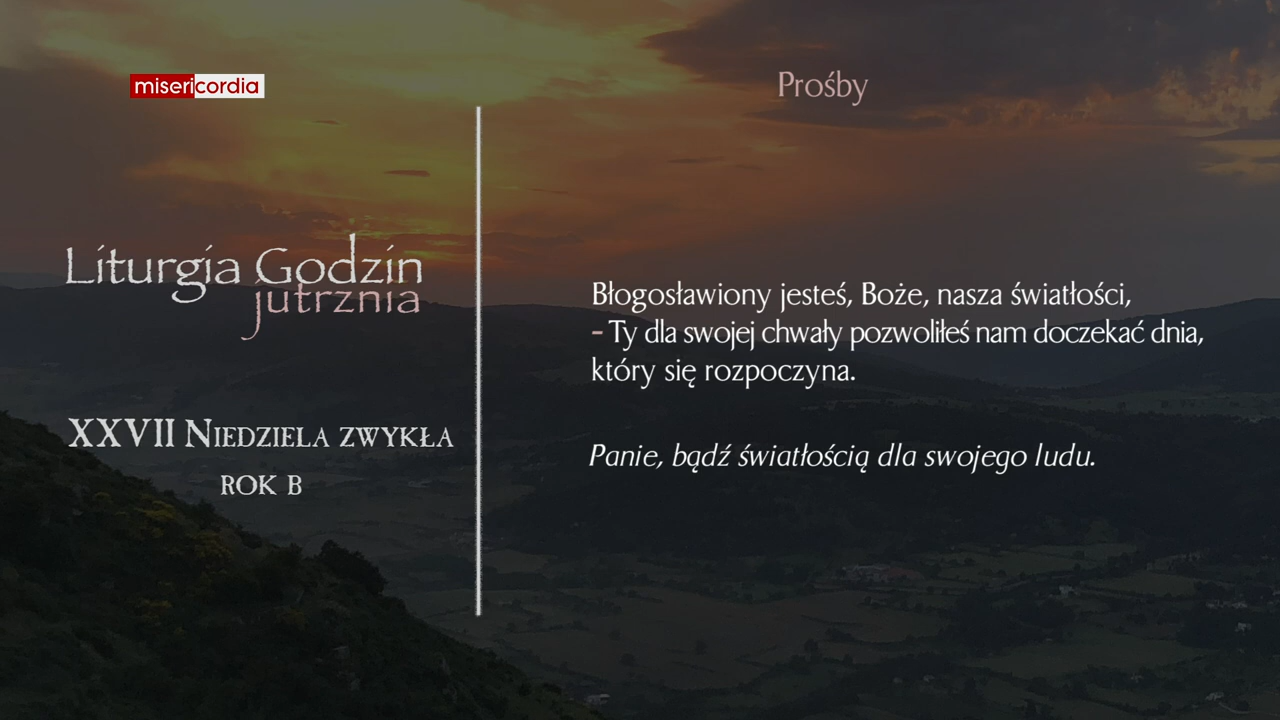 misericordia
Liturgia Godzin
jutrznia
XXVII Niedziela zwykła
rok B
Prośby
Błogosławiony jesteś, Boże, nasza światłości,
- Ty dla swojej chwały pozwoliłeś nam doczekać dnia,
który się rozpoczyna.
Panie, bądź światłością dla swojego ludu.